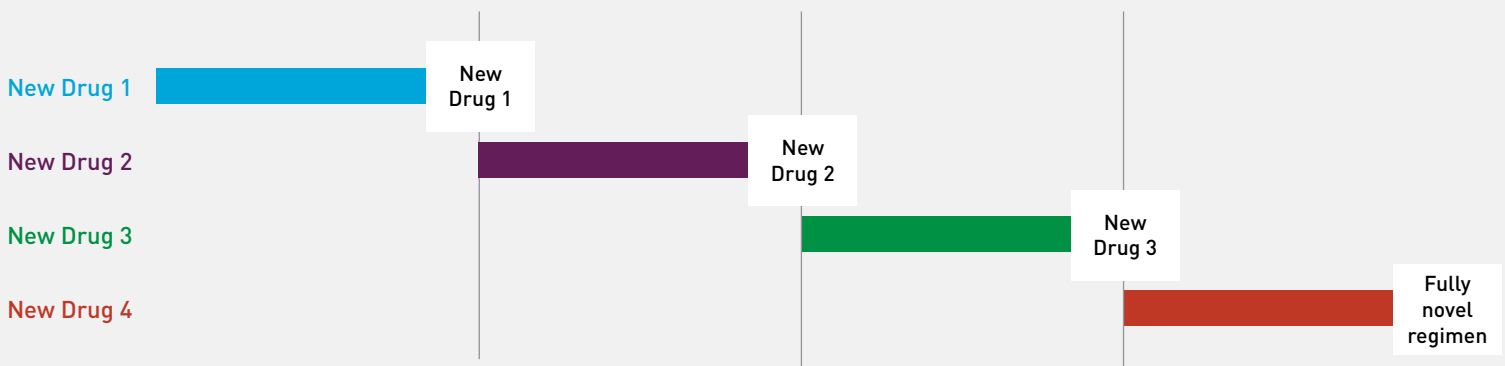 New Drug 1
New
Drug 1
New Drug 2
New
Drug 2
New Drug 3
New
Drug 3
New Drug 4
Fully
novel
regimen